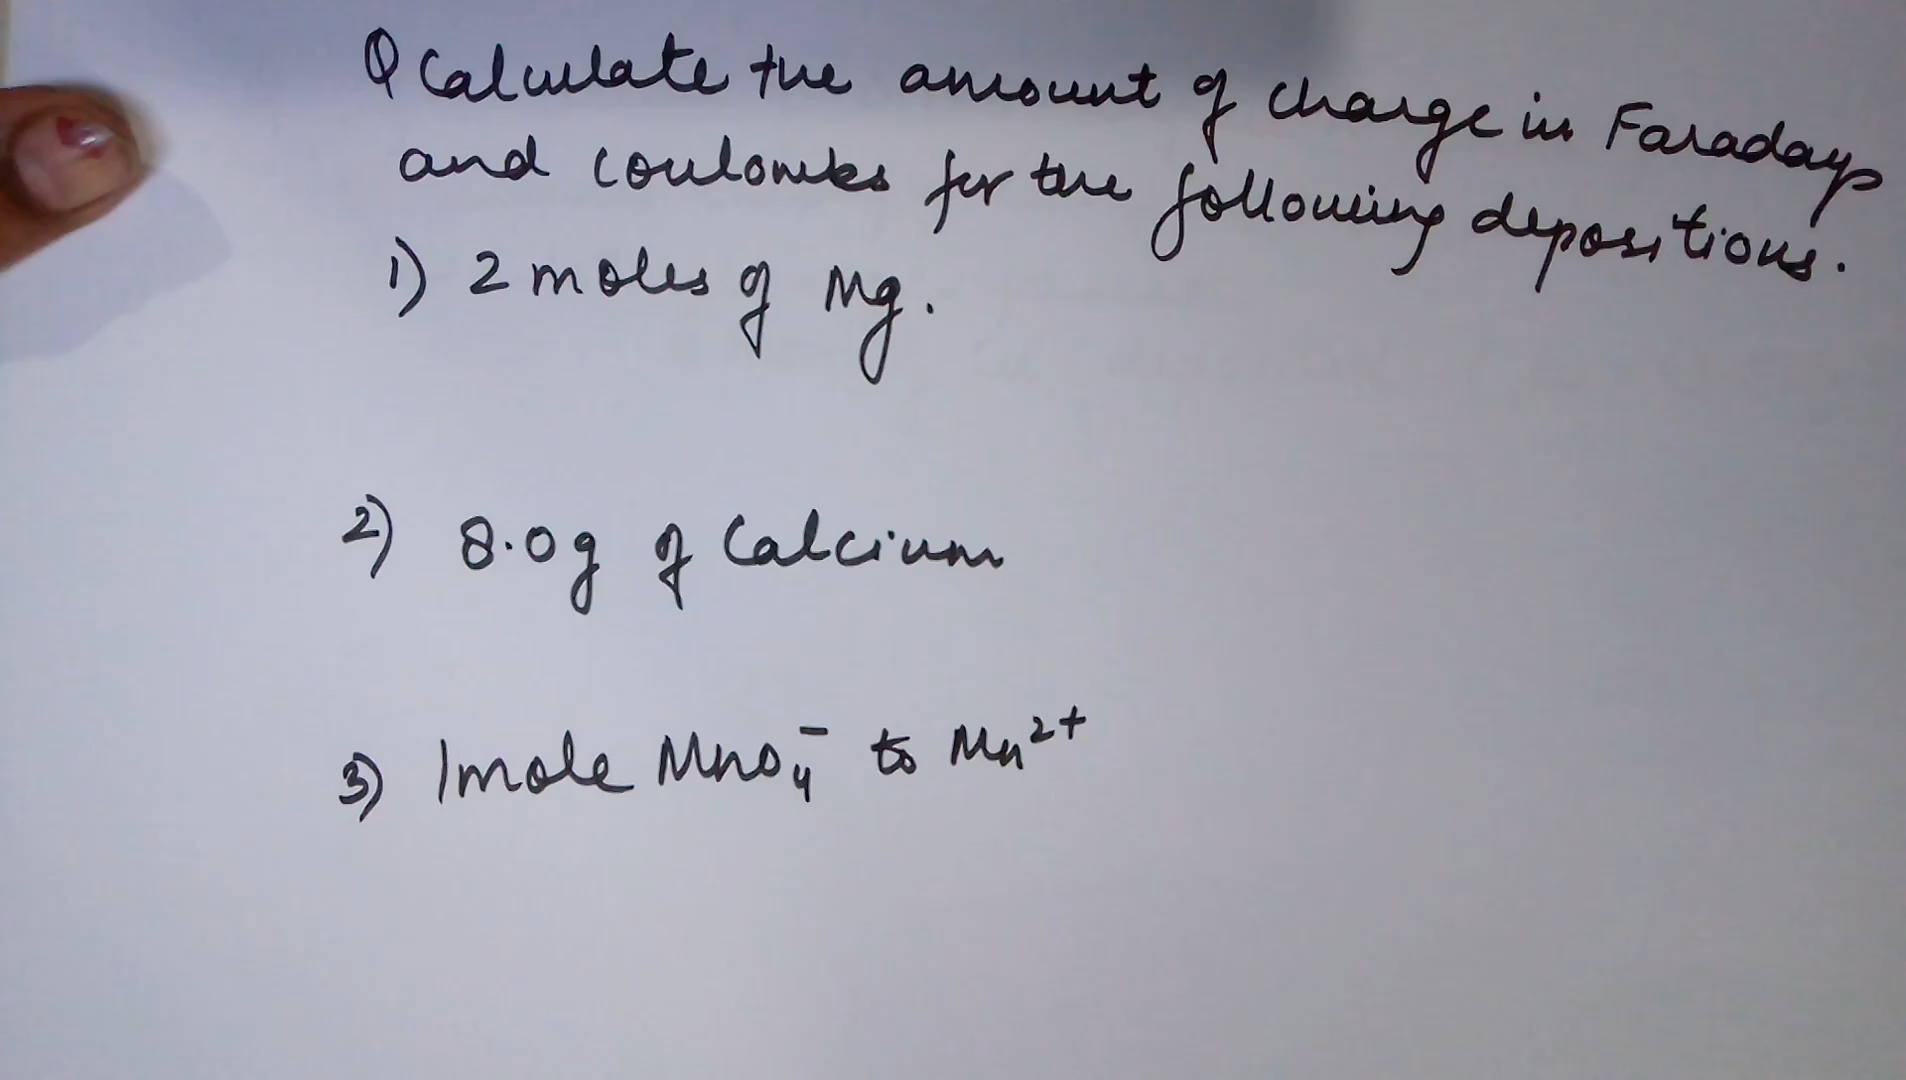 Q Calculate the amount of charge in Faradays
and coulombs for the following depositions.
1) 2 moles of Mg.
2) 8.0g of Calcium
3) 1mole MnO₄⁻ to Mn²⁺